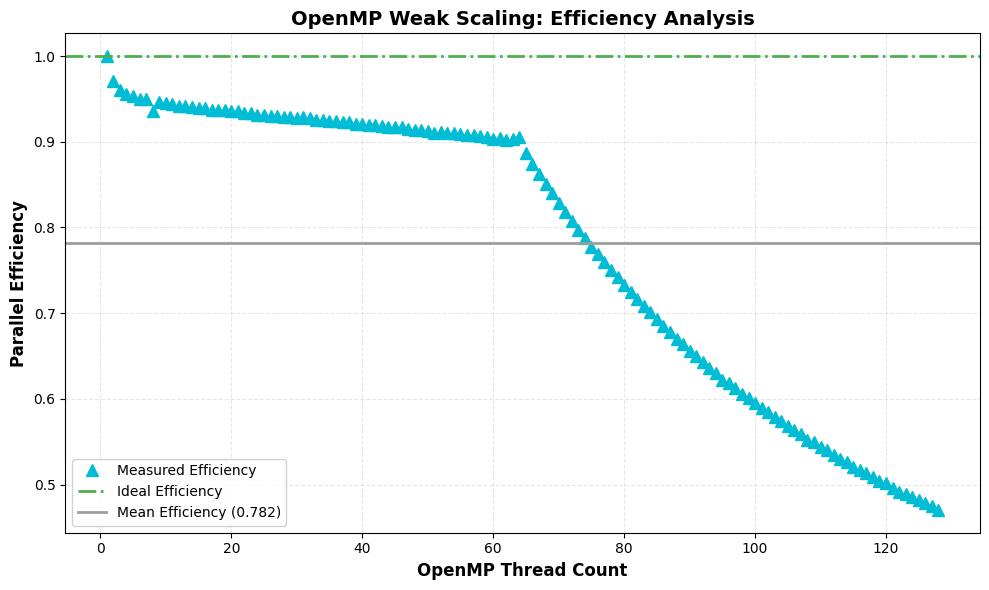 OpenMP Weak Scaling: Efficiency Analysis
Parallel Efficiency
1.0
0.9
0.8
0.7
0.6
0.5
Measured Efficiency
Ideal Efficiency
Mean Efficiency (0.782)
0 20 40 60 80 100 120
OpenMP Thread Count